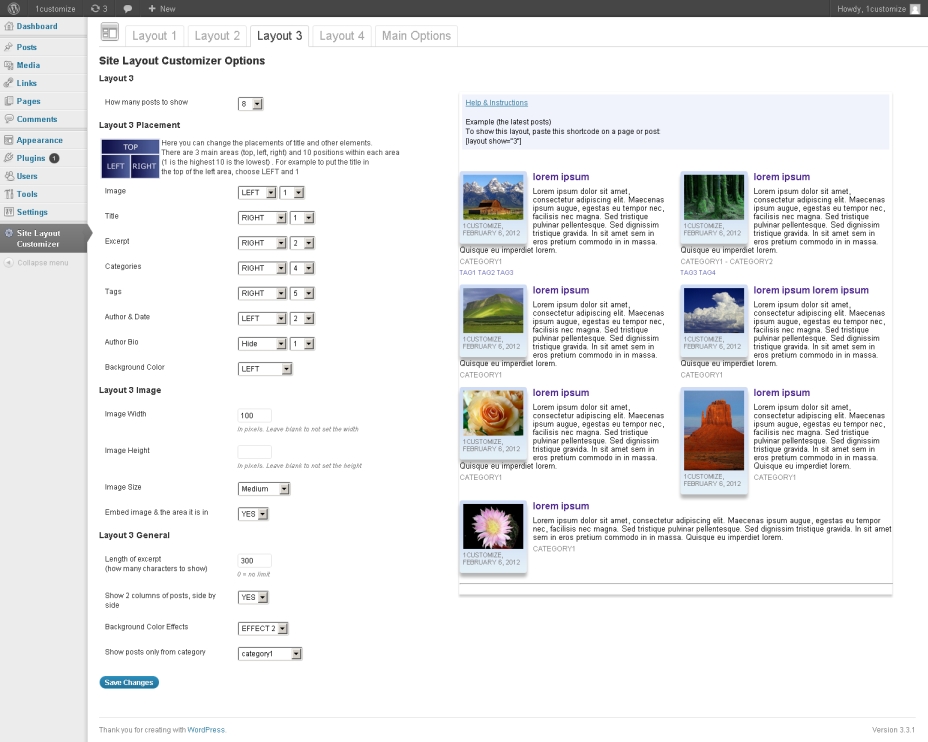 1customize
3
New
Howdy, 1customize
Dashboard
Posts
Media
Links
Pages
Comments
Appearance
Plugins 1
Users
Tools
Settings
Site Layout
Customizer
Collapse menu
Layout 1
Layout 2
Layout 3
Layout 4
Main Options
Site Layout Customizer Options
Layout 3
How many posts to show
8
Layout 3 Placement
TOP
LEFT
RIGHT
Here you can change the placements of title and other elements.
There are 3 main areas (top, left, right) and 10 positions within each area
(1 is the highest 10 is the lowest) . For example to put the title in
the top of the left area, choose LEFT and 1
Image
LEFT
1
Title
RIGHT
1
Excerpt
RIGHT
2
Categories
RIGHT
4
Tags
RIGHT
5
Author & Date
LEFT
2
Author Bio
Hide
1
Background Color
LEFT
Layout 3 Image
Image Width
100
In pixels. Leave blank to not set the width
Image Height
In pixels. Leave blank to not set the height
Image Size
Medium
Embed image & the area it is in
YES
Layout 3 General
Length of excerpt
(how many characters to show)
300
0 = no limit
Show 2 columns of posts, side by
side
YES
Background Color Effects
EFFECT 2
Show posts only from category
category1
Save Changes
Help & Instructions
Example (the latest posts)
To show this layout, paste this shortcode on a page or post:
[layout show="3"]
lorem ipsum
Lorem ipsum dolor sit amet,
consectetur adipiscing elit. Maecenas
ipsum augue, egestas eu tempor nec,
facilisis nec magna. Sed tristique
pulvinar pellentesque. Sed dignissim
tristique gravida. In sit amet sem in
eros pretium commodo in in massa.
Quisque eu imperdiet lorem.
1CUSTOMIZE,
FEBRUARY 6, 2012
CATEGORY1
TAG1 TAG2 TAG3
lorem ipsum
Lorem ipsum dolor sit amet,
consectetur adipiscing elit. Maecenas
ipsum augue, egestas eu tempor nec,
facilisis nec magna. Sed tristique
pulvinar pellentesque. Sed dignissim
tristique gravida. In sit amet sem in
eros pretium commodo in in massa.
Quisque eu imperdiet lorem.
1CUSTOMIZE,
FEBRUARY 6, 2012
CATEGORY1 - CATEGORY2
TAG3 TAG4
lorem ipsum
Lorem ipsum dolor sit amet,
consectetur adipiscing elit. Maecenas
ipsum augue, egestas eu tempor nec,
facilisis nec magna. Sed tristique
pulvinar pellentesque. Sed dignissim
tristique gravida. In sit amet sem in
eros pretium commodo in in massa.
Quisque eu imperdiet lorem.
1CUSTOMIZE,
FEBRUARY 6, 2012
CATEGORY1
lorem ipsum lorem ipsum
Lorem ipsum dolor sit amet,
consectetur adipiscing elit. Maecenas
ipsum augue, egestas eu tempor nec,
facilisis nec magna. Sed tristique
pulvinar pellentesque. Sed dignissim
tristique gravida. In sit amet sem in
eros pretium commodo in in massa.
Quisque eu imperdiet lorem.
1CUSTOMIZE,
FEBRUARY 6, 2012
CATEGORY1
lorem ipsum
Lorem ipsum dolor sit amet,
consectetur adipiscing elit. Maecenas
ipsum augue, egestas eu tempor nec,
facilisis nec magna. Sed tristique
pulvinar pellentesque. Sed dignissim
tristique gravida. In sit amet sem in
eros pretium commodo in in massa.
Quisque eu imperdiet lorem.
1CUSTOMIZE,
FEBRUARY 6, 2012
CATEGORY1
lorem ipsum
Lorem ipsum dolor sit amet,
consectetur adipiscing elit. Maecenas
ipsum augue, egestas eu tempor nec,
facilisis nec magna. Sed tristique
pulvinar pellentesque. Sed dignissim
tristique gravida. In sit amet sem in
eros pretium commodo in in massa.
Quisque eu imperdiet lorem.
1CUSTOMIZE,
FEBRUARY 6, 2012
CATEGORY1
lorem ipsum
Lorem ipsum dolor sit amet, consectetur adipiscing elit. Maecenas ipsum augue, egestas eu tempor
nec, facilisis nec magna. Sed tristique pulvinar pellentesque. Sed dignissim tristique gravida. In sit amet
sem in eros pretium commodo in in massa. Quisque eu imperdiet lorem.
1CUSTOMIZE,
FEBRUARY 6, 2012
CATEGORY1
Thank you for creating with WordPress.
Version 3.3.1